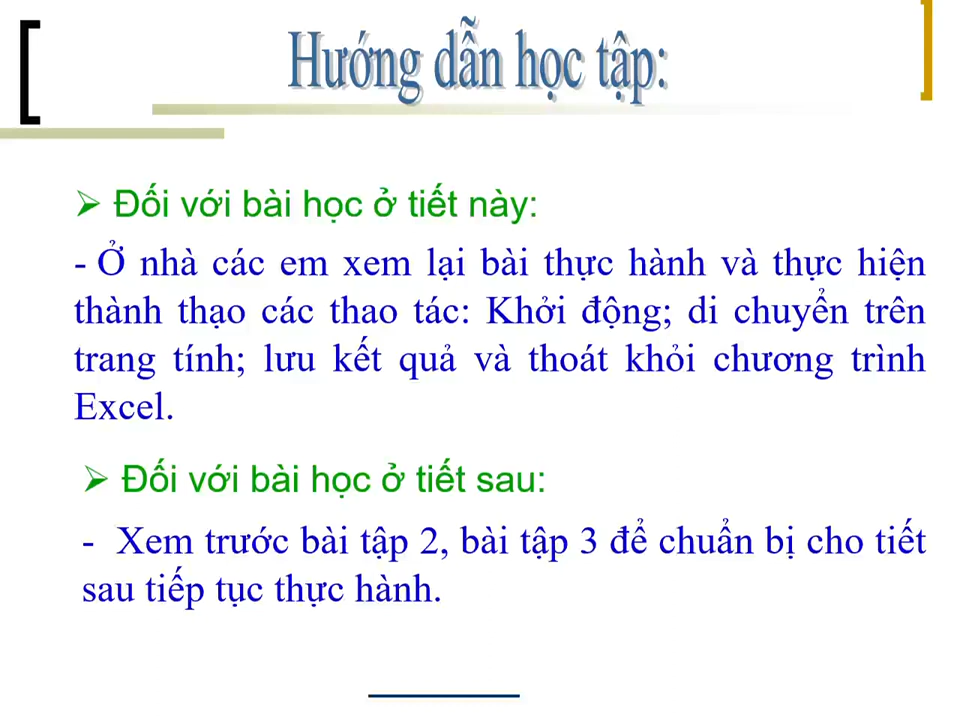 Hướng dẫn học tập:
➢ Đối với bài học ở tiết này:
- Ở nhà các em xem lại bài thực hành và thực hiện
thành thạo các thao tác: Khởi động; di chuyển trên
trang tính; lưu kết quả và thoát khỏi chương trình
Excel.
➢ Đối với bài học ở tiết sau:
- Xem trước bài tập 2, bài tập 3 để chuẩn bị cho tiết
sau tiếp tục thực hành.